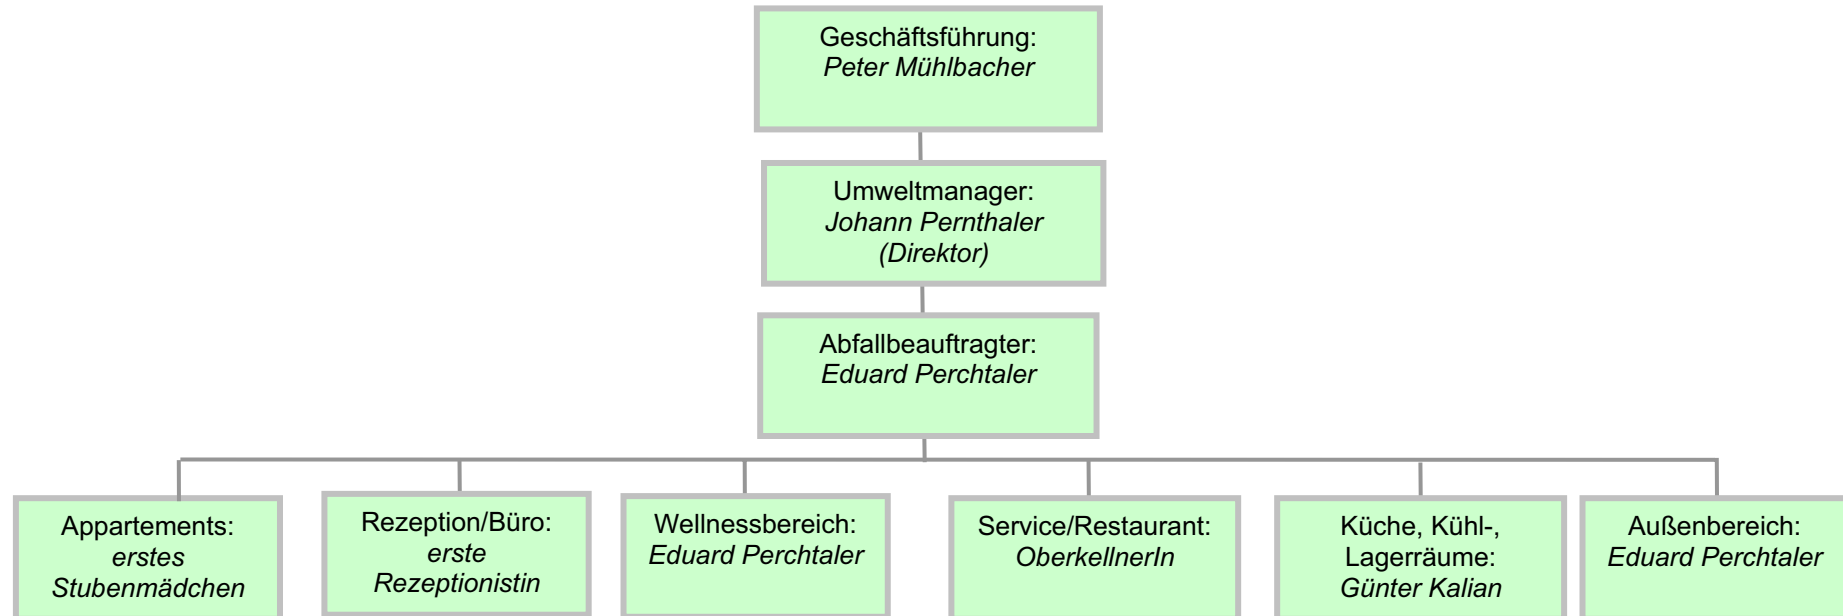 Geschäftsführung:
Peter Mühlbacher
Umweltmanager:
Johann Pernthaler
(Direktor)
Abfallbeauftragter:
Eduard Perchtaler
Appartements:
erstes
Stubenmädchen
Rezeption/Büro:
erste
Rezeptionistin
Wellnessbereich:
Eduard Perchtaler
Service/Restaurant:
OberkellnerIn
Küche, Kühl-,
Lagerräume:
Günter Kalian
Außenbereich:
Eduard Perchtaler